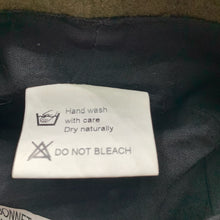 Hand wash
with care
Dry naturally
DO NOT BLEACH